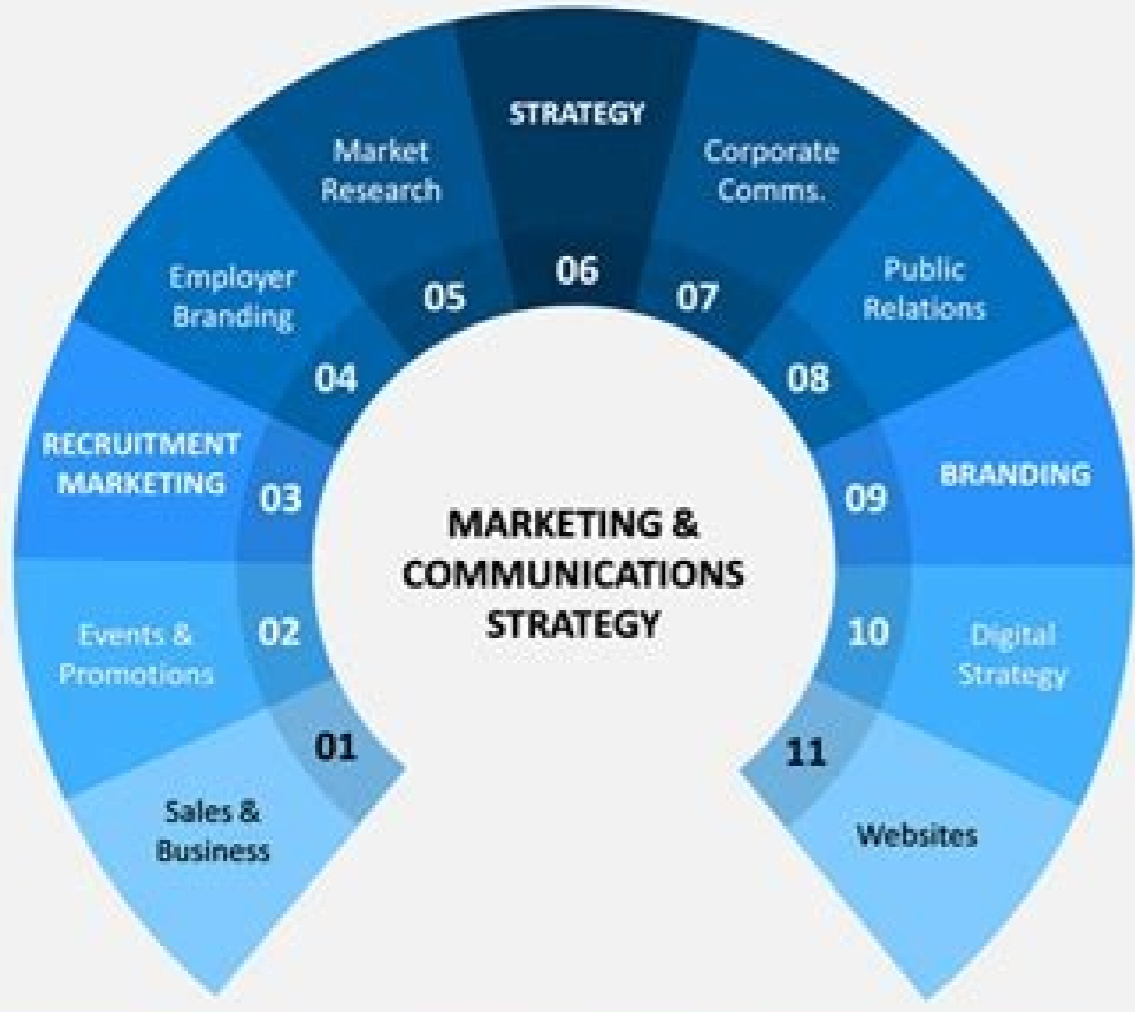 STRATEGY
Market
Research
Corporate
Comms.
Employer
Branding
Public
Relations
06
05
07
04
08
RECRUITMENT
MARKETING
03
09
BRANDING
MARKETING &
COMMUNICATIONS
STRATEGY
Events &
Promotions
02
10
Digital
Strategy
01
11
Sales &
Business
Websites